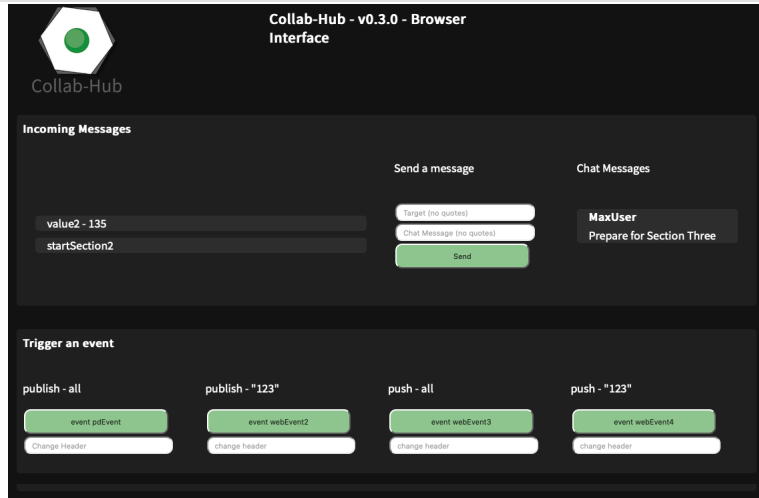 Collab-Hub - v0.3.0 - Browser
Interface
Collab-Hub
Incoming Messages
Send a message
Chat Messages
value2 - 135
startSection2
Target (no quotes)
Chat Message (no quotes)
Send
MaxUser
Prepare for Section Three
Trigger an event
publish - all
publish - "123"
push - all
push - "123"
event pdEvent
event webEvent2
event webEvent3
event webEvent4
Change Header
change header
change header
change header